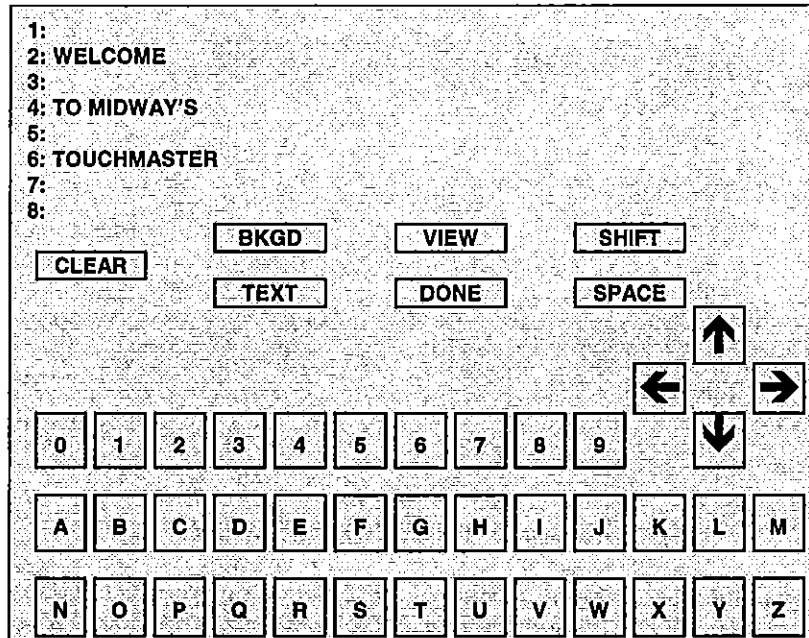 1:
2: WELCOME
3:
4: TO MIDWAY'S
5:
6: TOUCHMASTER
7:
8:
BKGD VIEW SHIFT
CLEAR
TEXT DONE SPACE
0 1 2 3 4 5 6 7 8 9
A B C D E F G H I J K L M
N O P Q R S T U V W X Y Z